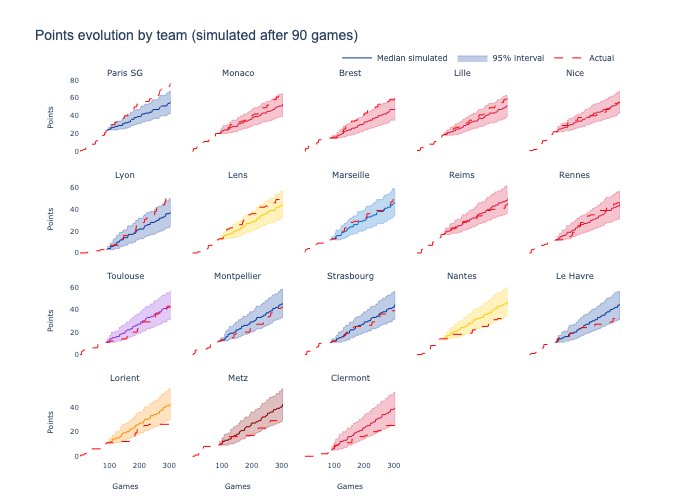 Points evolution by team (simulated after 90 games)
Median simulated 95% interval Actual
Paris SG Monaco Brest Lille Nice
80
60
40
20
0
Points
Lyon Lens Marseille Reims Rennes
60
40
20
0
Points
Toulouse Montpellier Strasbourg Nantes Le Havre
60
40
20
0
Points
Lorient Metz Clermont
40
20
0
Points
100 200 300 100 200 300 100 200 300
Games Games Games